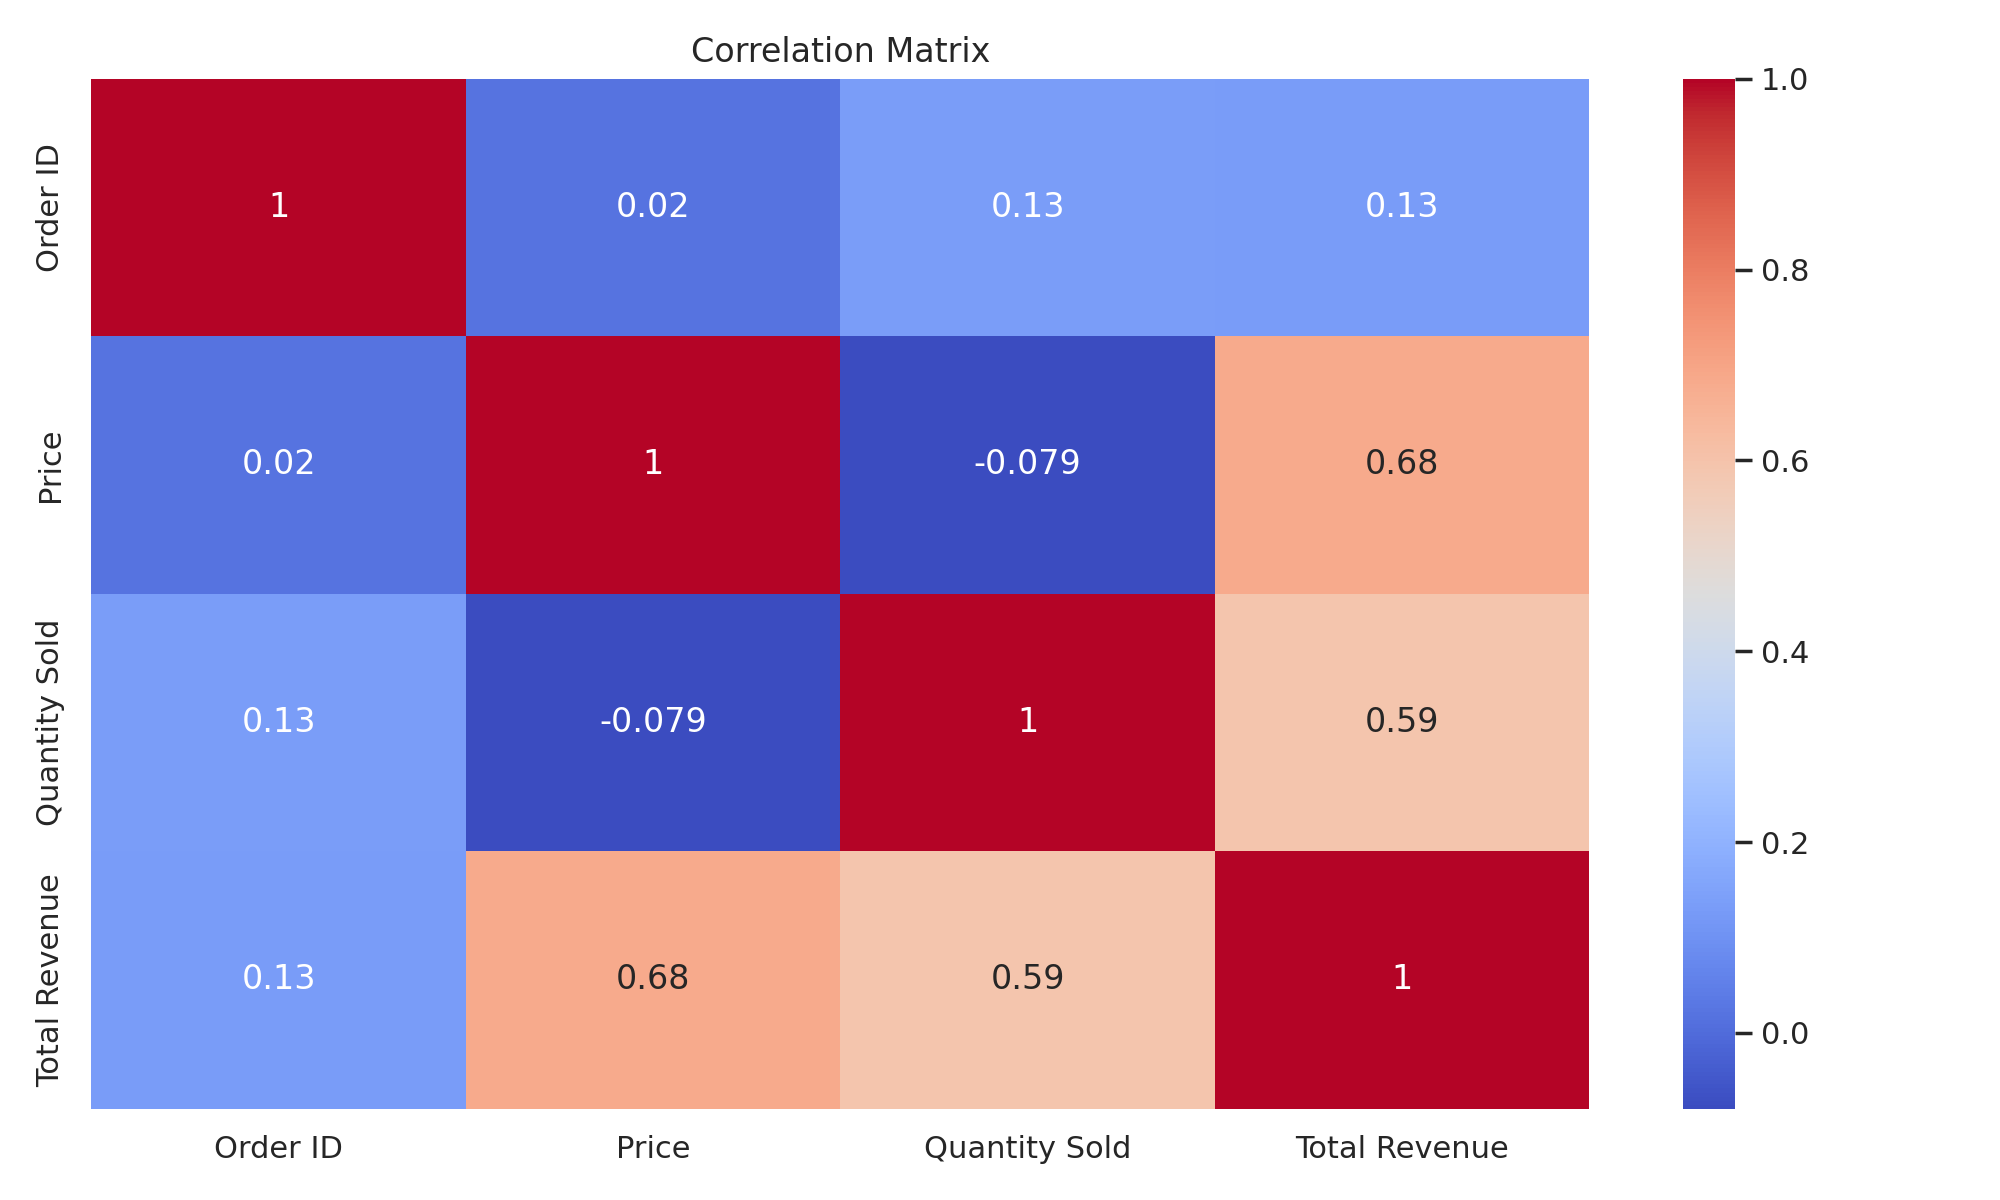 Correlation Matrix
Order ID 1 0.02 0.13 0.13
Price 0.02 1 -0.079 0.68
Quantity Sold 0.13 -0.079 1 0.59
Total Revenue 0.13 0.68 0.59 1
Order ID Price Quantity Sold Total Revenue
1.0
0.8
0.6
0.4
0.2
0.0